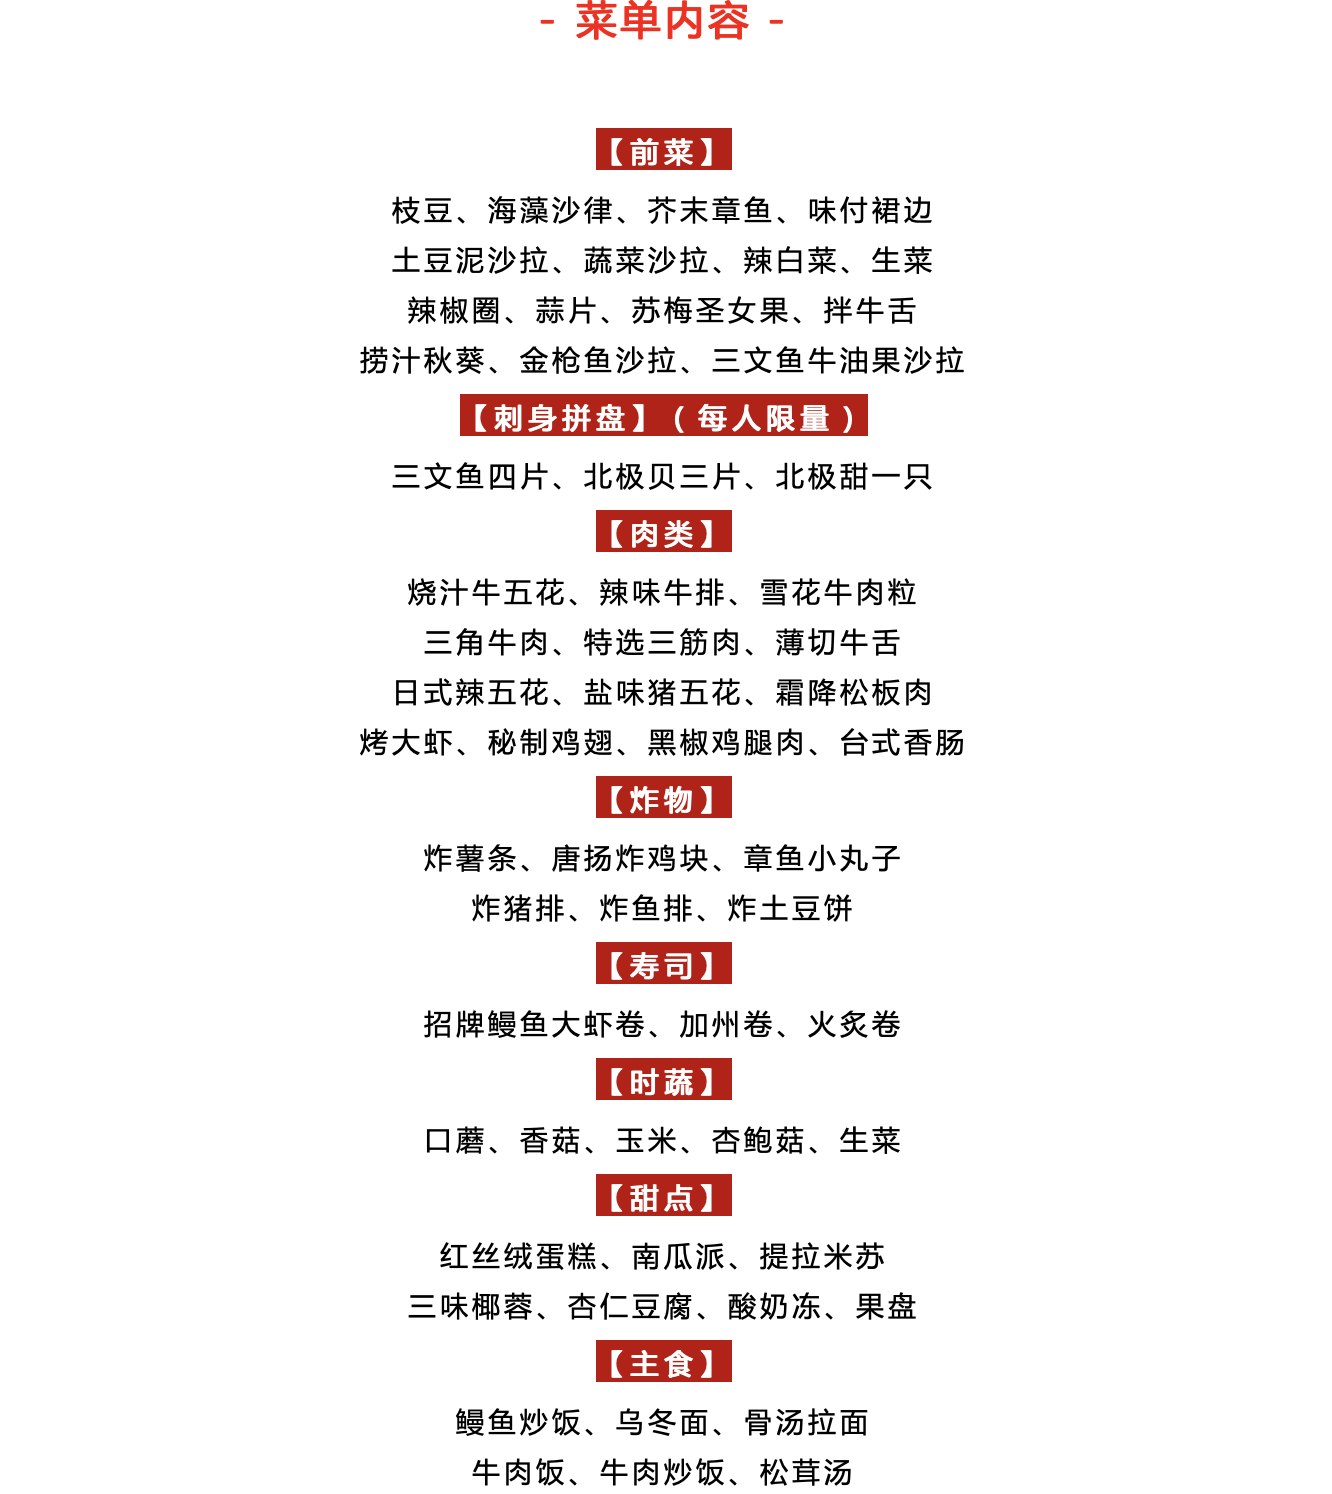 - 菜单内容 -
【前菜】
枝豆、海藻沙律、芥末章鱼、味付裙边
土豆泥沙拉、蔬菜沙拉、辣白菜、生菜
辣椒圈、蒜片、苏梅圣女果、拌牛舌
捞汁秋葵、金枪鱼沙拉、三文鱼牛油果沙拉
【刺身拼盘】（每人限量）
三文鱼四片、北极贝三片、北极甜一只
【肉类】
烧汁牛五花、辣味牛排、雪花牛肉粒
三角牛肉、特选三筋肉、薄切牛舌
日式辣五花、盐味猪五花、霜降松板肉
烤大虾、秘制鸡翅、黑椒鸡腿肉、台式香肠
【炸物】
炸薯条、唐扬炸鸡块、章鱼小丸子
炸猪排、炸鱼排、炸土豆饼
【寿司】
招牌鳗鱼大虾卷、加州卷、火炙卷
【时蔬】
口蘑、香菇、玉米、杏鲍菇、生菜
【甜点】
红丝绒蛋糕、南瓜派、提拉米苏
三味椰蓉、杏仁豆腐、酸奶冻、果盘
【主食】
鳗鱼炒饭、乌冬面、骨汤拉面
牛肉饭、牛肉炒饭、松茸汤